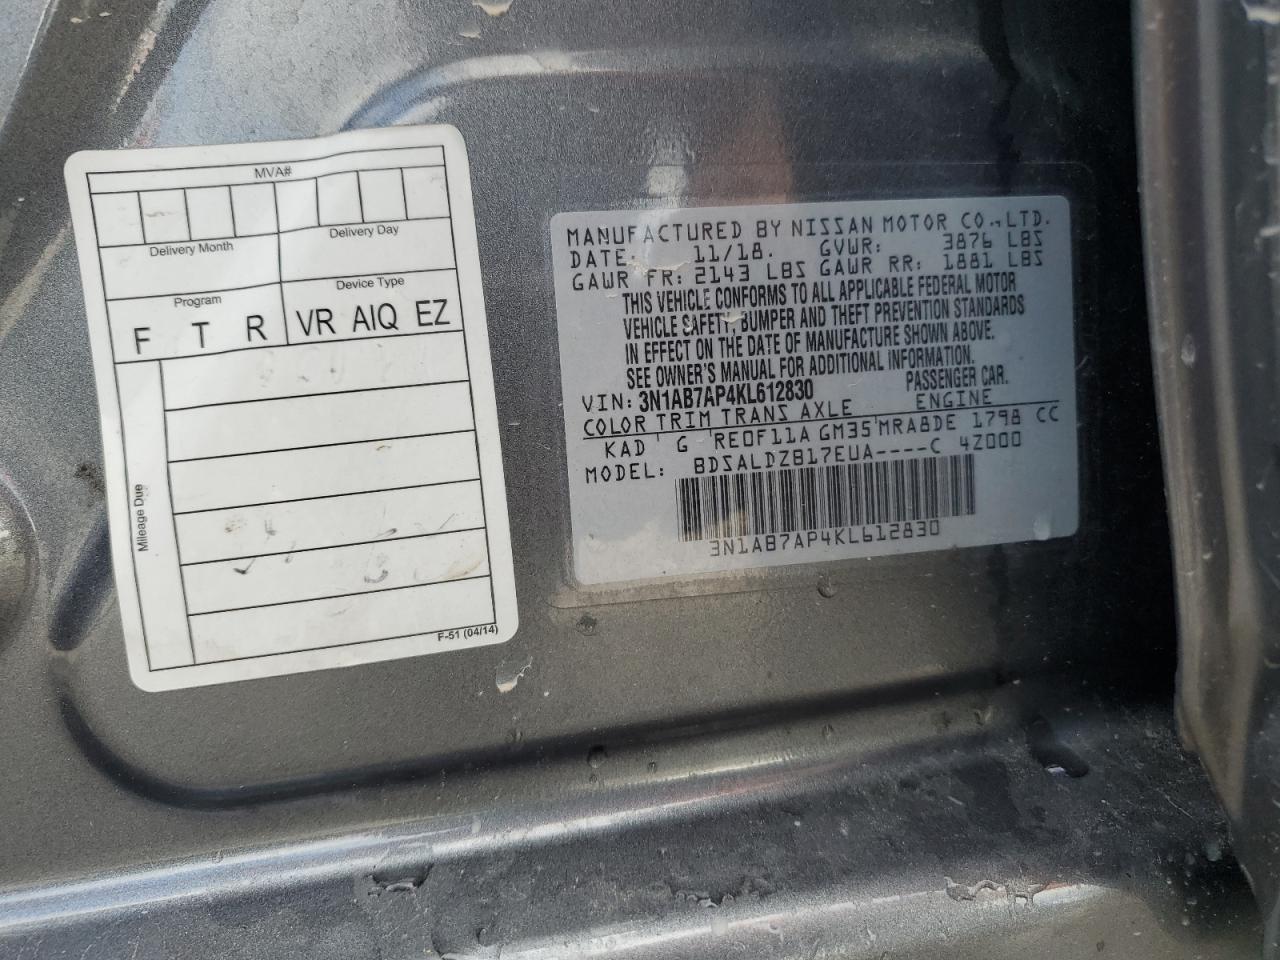 MVA#
Delivery Month
Delivery Day
Program
Device Type
F T R VR AIQ EZ
Mileage Due
F-51 (04/14)
MANUFACTURED BY NISSAN MOTOR CO.,LTD.
DATE: 11/18. GVWR: 3876 LBS
GAWR FR: 2143 LBS GAWR RR: 1881 LBS
THIS VEHICLE CONFORMS TO ALL APPLICABLE FEDERAL MOTOR
VEHICLE SAFETY, BUMPER AND THEFT PREVENTION STANDARDS
IN EFFECT ON THE DATE OF MANUFACTURE SHOWN ABOVE.
SEE OWNER'S MANUAL FOR ADDITIONAL INFORMATION.
VIN: 3N1AB7AP4KL612830 PASSENGER CAR.
COLOR TRIM TRANS AXLE ENGINE
KAD G RE0F11A GM35 MRA8DE 1798 CC
MODEL: BDSALDZB17EUA----C 4Z000
3N1AB7AP4KL612830